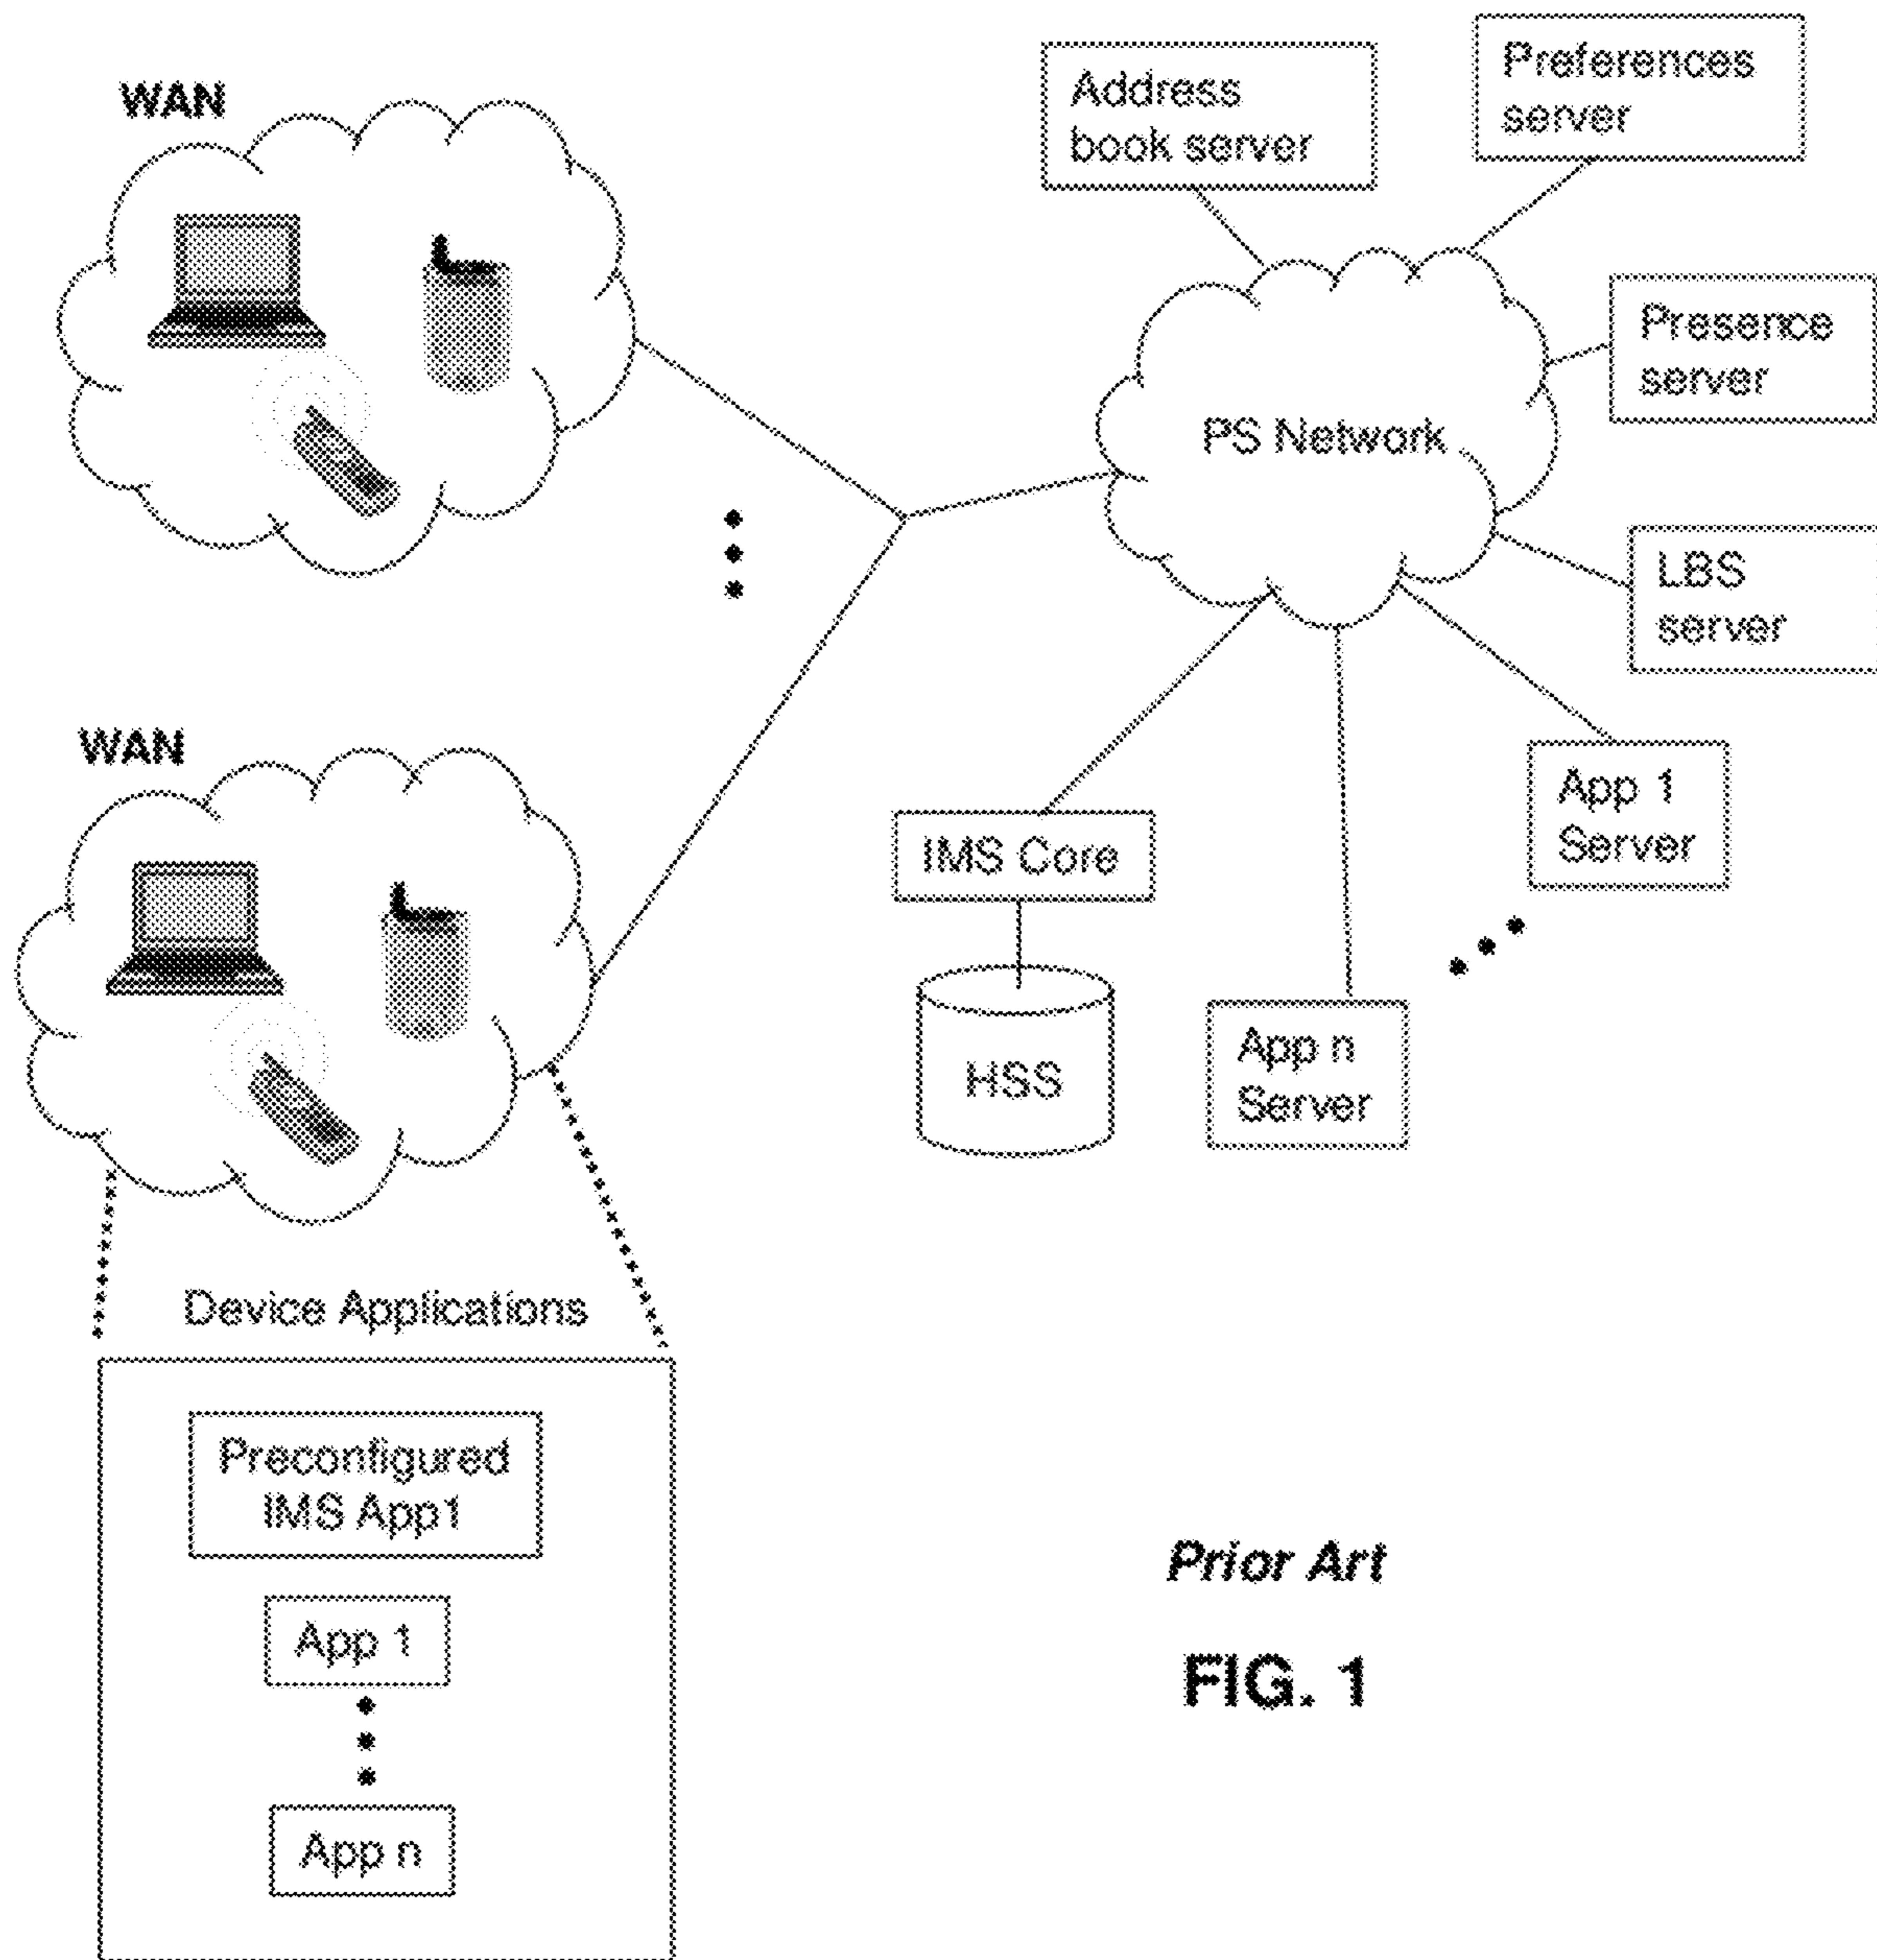 WAN
Address
book server
Preferences
server
Presence
server
PS Network
LBS
server
WAN
App 1
Server
IMS Core
HSS
App n
Server
Device Applications
Preconfigured
IMS App1
App 1
App n
Prior Art
FIG. 1